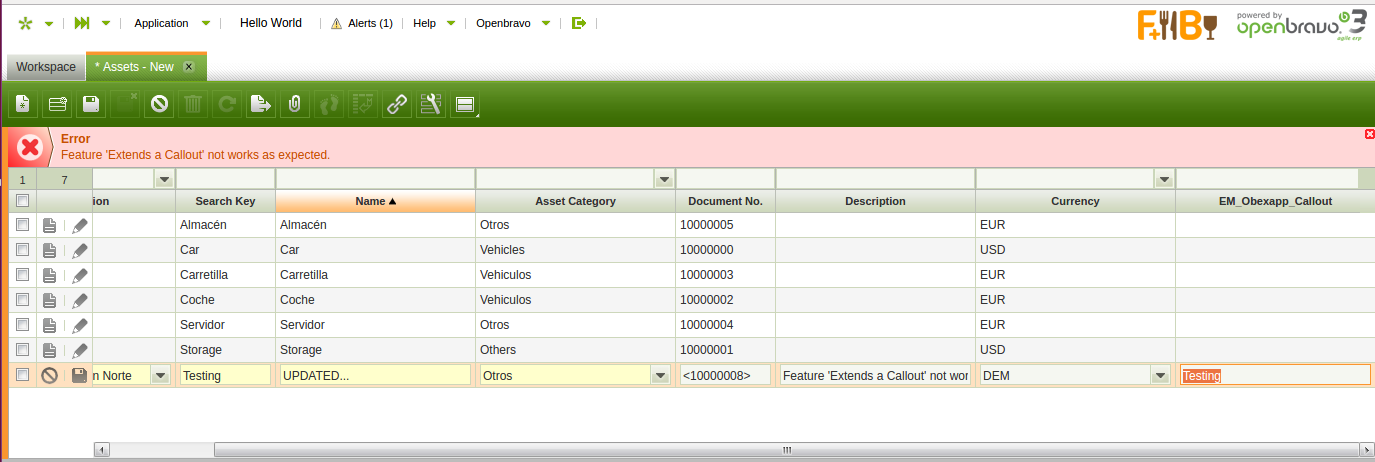 Application Hello World Alerts (1) Help Openbravo
F+B powered by openbravo 3 agile erp
Workspace * Assets - New x
Error
Feature 'Extends a Callout' not works as expected.
1 7
ion Search Key Name Asset Category Document No. Description Currency EM_Obexapp_Callout
Almacén Almacén Otros 10000005 EUR
Car Car Vehicles 10000000 USD
Carretilla Carretilla Vehiculos 10000003 EUR
Coche Coche Vehiculos 10000002 EUR
Servidor Servidor Otros 10000004 EUR
Storage Storage Others 10000001 USD
n Norte Testing UPDATED... Otros <10000008> Feature 'Extends a Callout' not wor DEM Testing